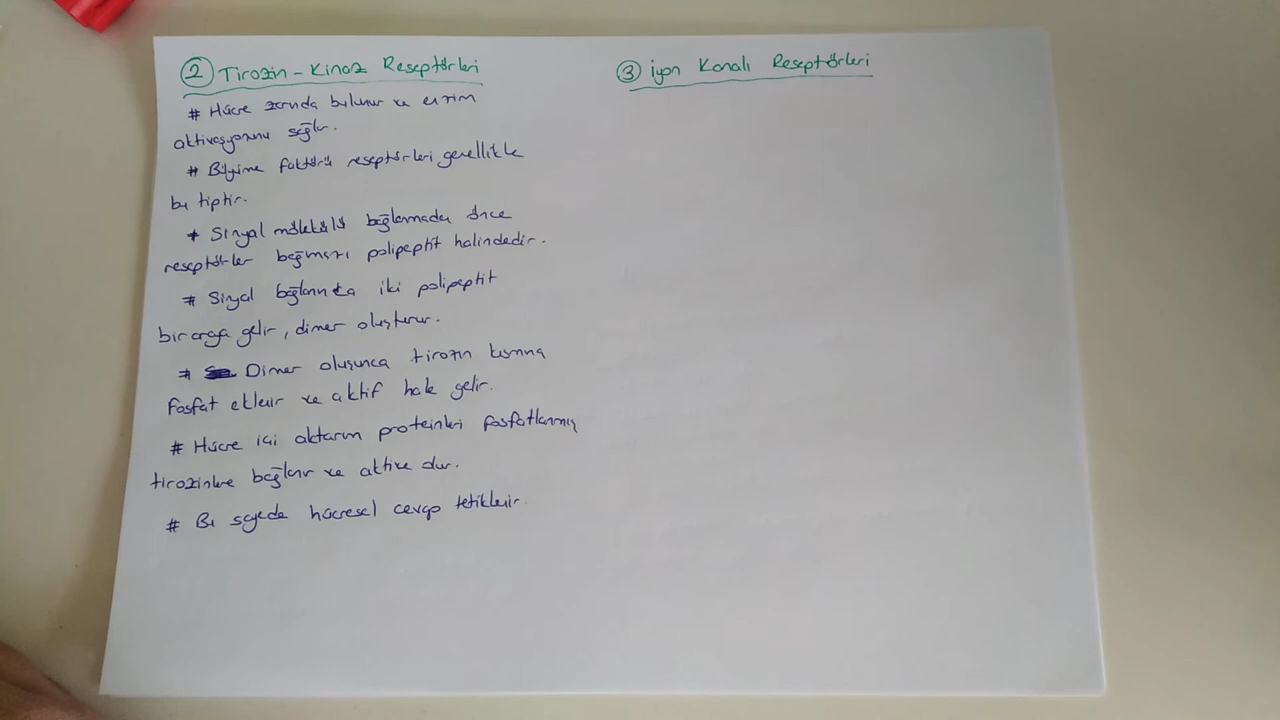 2 Tirozin - Kinaz Reseptörleri
# Hücre zarında bulunur ve enzim
aktivasyonunu sağlar.
# Büyüme faktörü reseptörleri genellikle
bu tiptir.
# Sinyal molekülü bağlanmadan önce
reseptörler bağımsız polipeptit halindedir.
# Sinyal bağlanınca iki polipeptit
bir araya gelir, dimer oluşturur.
# Dimer oluşunca tirozin kısmına
fosfat eklenir ve aktif hale gelir.
# Hücre içi aktarım proteinleri fosfatlanmış
tirozinlere bağlanır ve aktive olur.
# Bu sayede hücresel cevap tetiklenir.
3 İyon Kanalı Reseptörleri